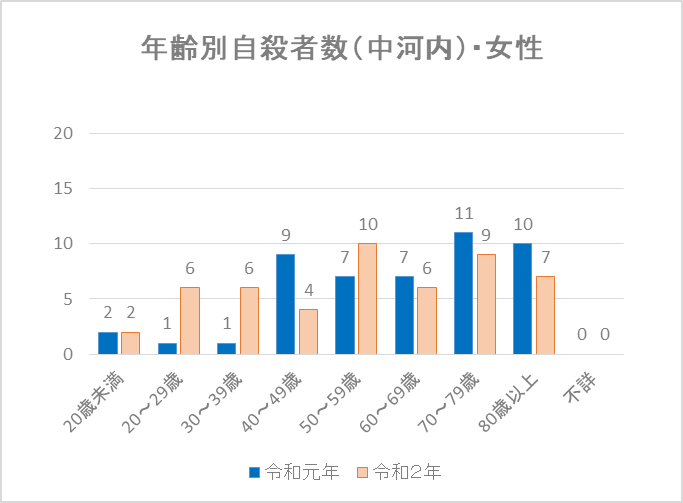 年齢別自殺者数(中河内)・女性
20
15
10
5
0
2 2
1 6
1 6
9 4
7 10
7 6
11 9
10 7
0 0
20歳未満
20～29歳
30～39歳
40～49歳
50～59歳
60～69歳
70～79歳
80歳以上
不詳
令和元年 令和2年